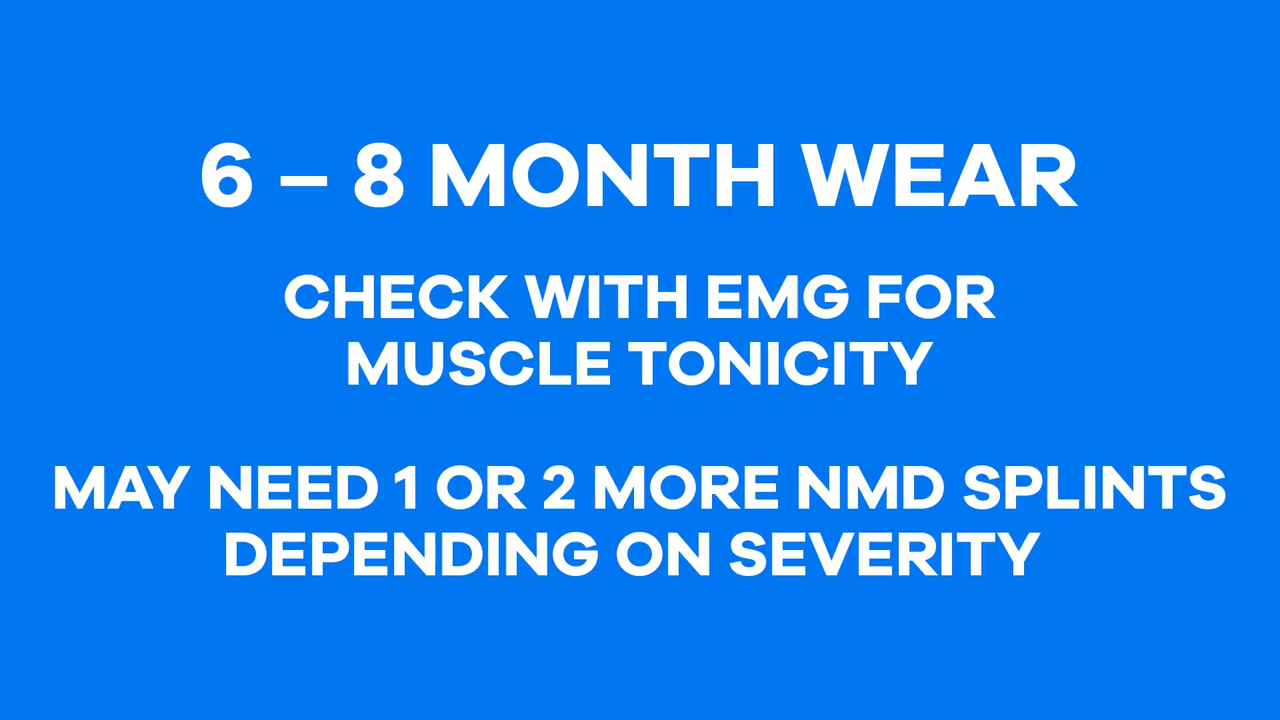 6 – 8 MONTH WEAR
CHECK WITH EMG FOR
MUSCLE TONICITY
MAY NEED 1 OR 2 MORE NMD SPLINTS
DEPENDING ON SEVERITY